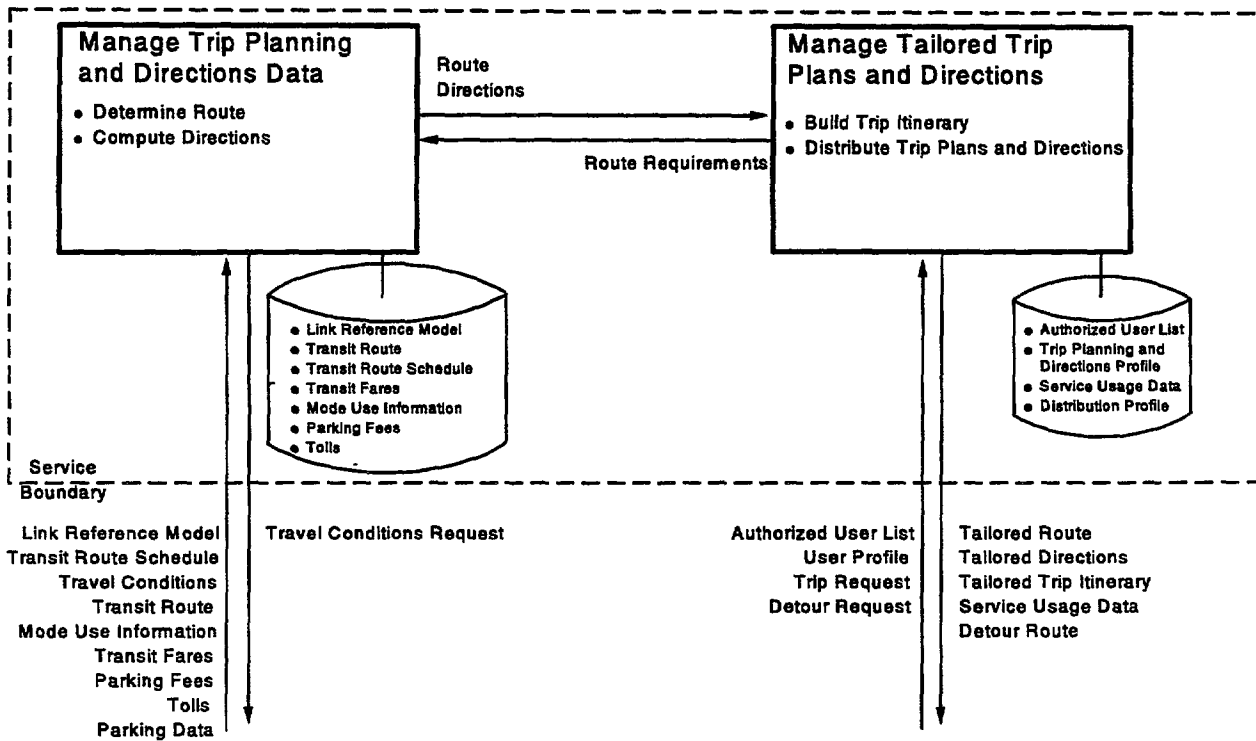 Manage Trip Planning
and Directions Data
• Determine Route
• Compute Directions
Route
Directions
Route Requirements
Manage Tailored Trip
Plans and Directions
• Build Trip Itinerary
• Distribute Trip Plans and Directions
• Link Reference Model
• Transit Route
• Transit Route Schedule
• Transit Fares
• Mode Use Information
• Parking Fees
• Tolls
• Authorized User List
• Trip Planning and
Directions Profile
• Service Usage Data
• Distribution Profile
Service
Boundary
Link Reference Model
Transit Route Schedule
Travel Conditions
Transit Route
Mode Use Information
Transit Fares
Parking Fees
Tolls
Parking Data
Travel Conditions Request
Authorized User List
User Profile
Trip Request
Detour Request
Tailored Route
Tailored Directions
Tailored Trip Itinerary
Service Usage Data
Detour Route